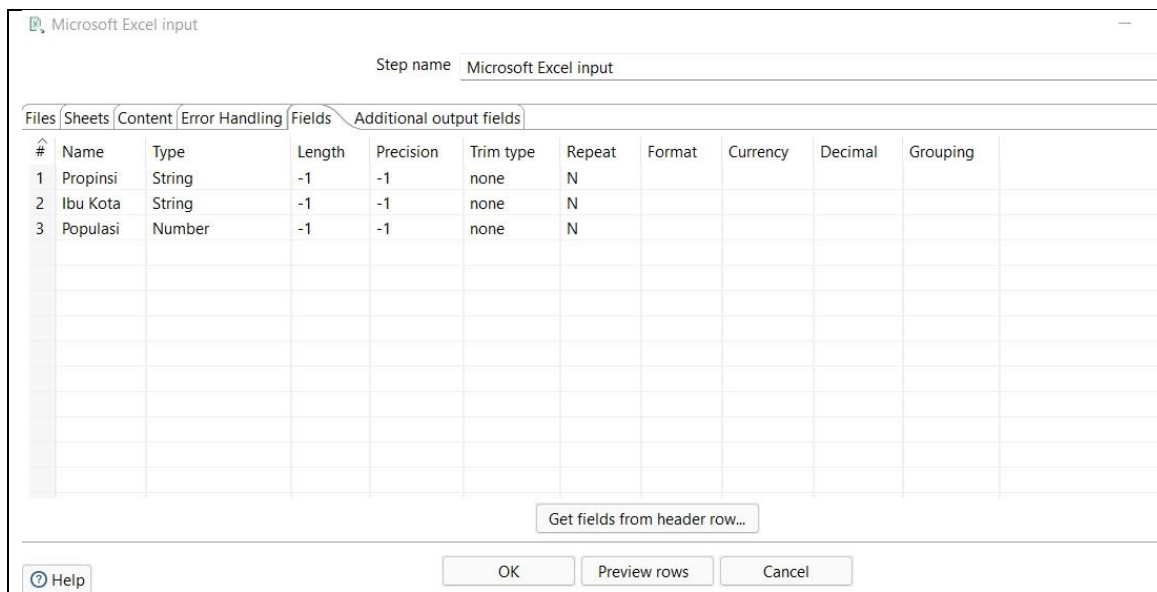 Microsoft Excel input
Step name Microsoft Excel input
Files Sheets Content Error Handling Fields Additional output fields
# Name Type Length Precision Trim type Repeat Format Currency Decimal Grouping
1 Propinsi String -1 -1 none N
2 Ibu Kota String -1 -1 none N
3 Populasi Number -1 -1 none N
Get fields from header row...
Help OK Preview rows Cancel